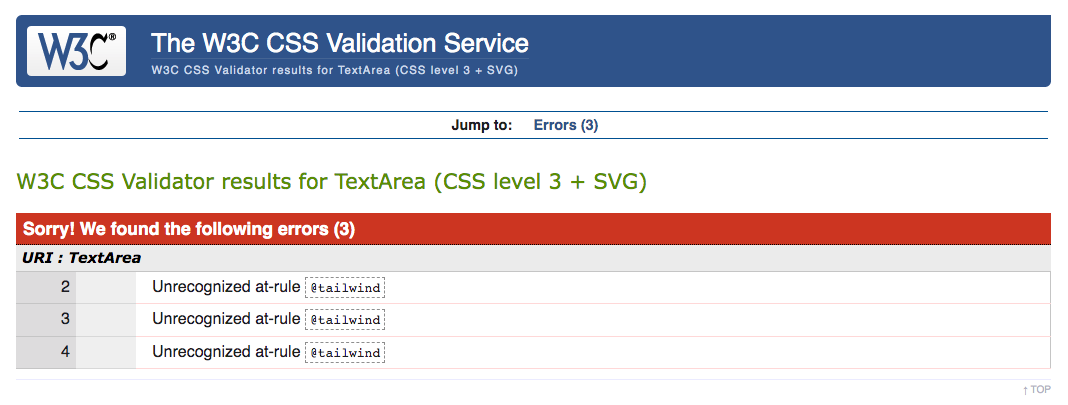 W3C®
The W3C CSS Validation Service
W3C CSS Validator results for TextArea (CSS level 3 + SVG)
Jump to: Errors (3)
W3C CSS Validator results for TextArea (CSS level 3 + SVG)
Sorry! We found the following errors (3)
URI : TextArea
2 Unrecognized at-rule @tailwind
3 Unrecognized at-rule @tailwind
4 Unrecognized at-rule @tailwind
↑ TOP